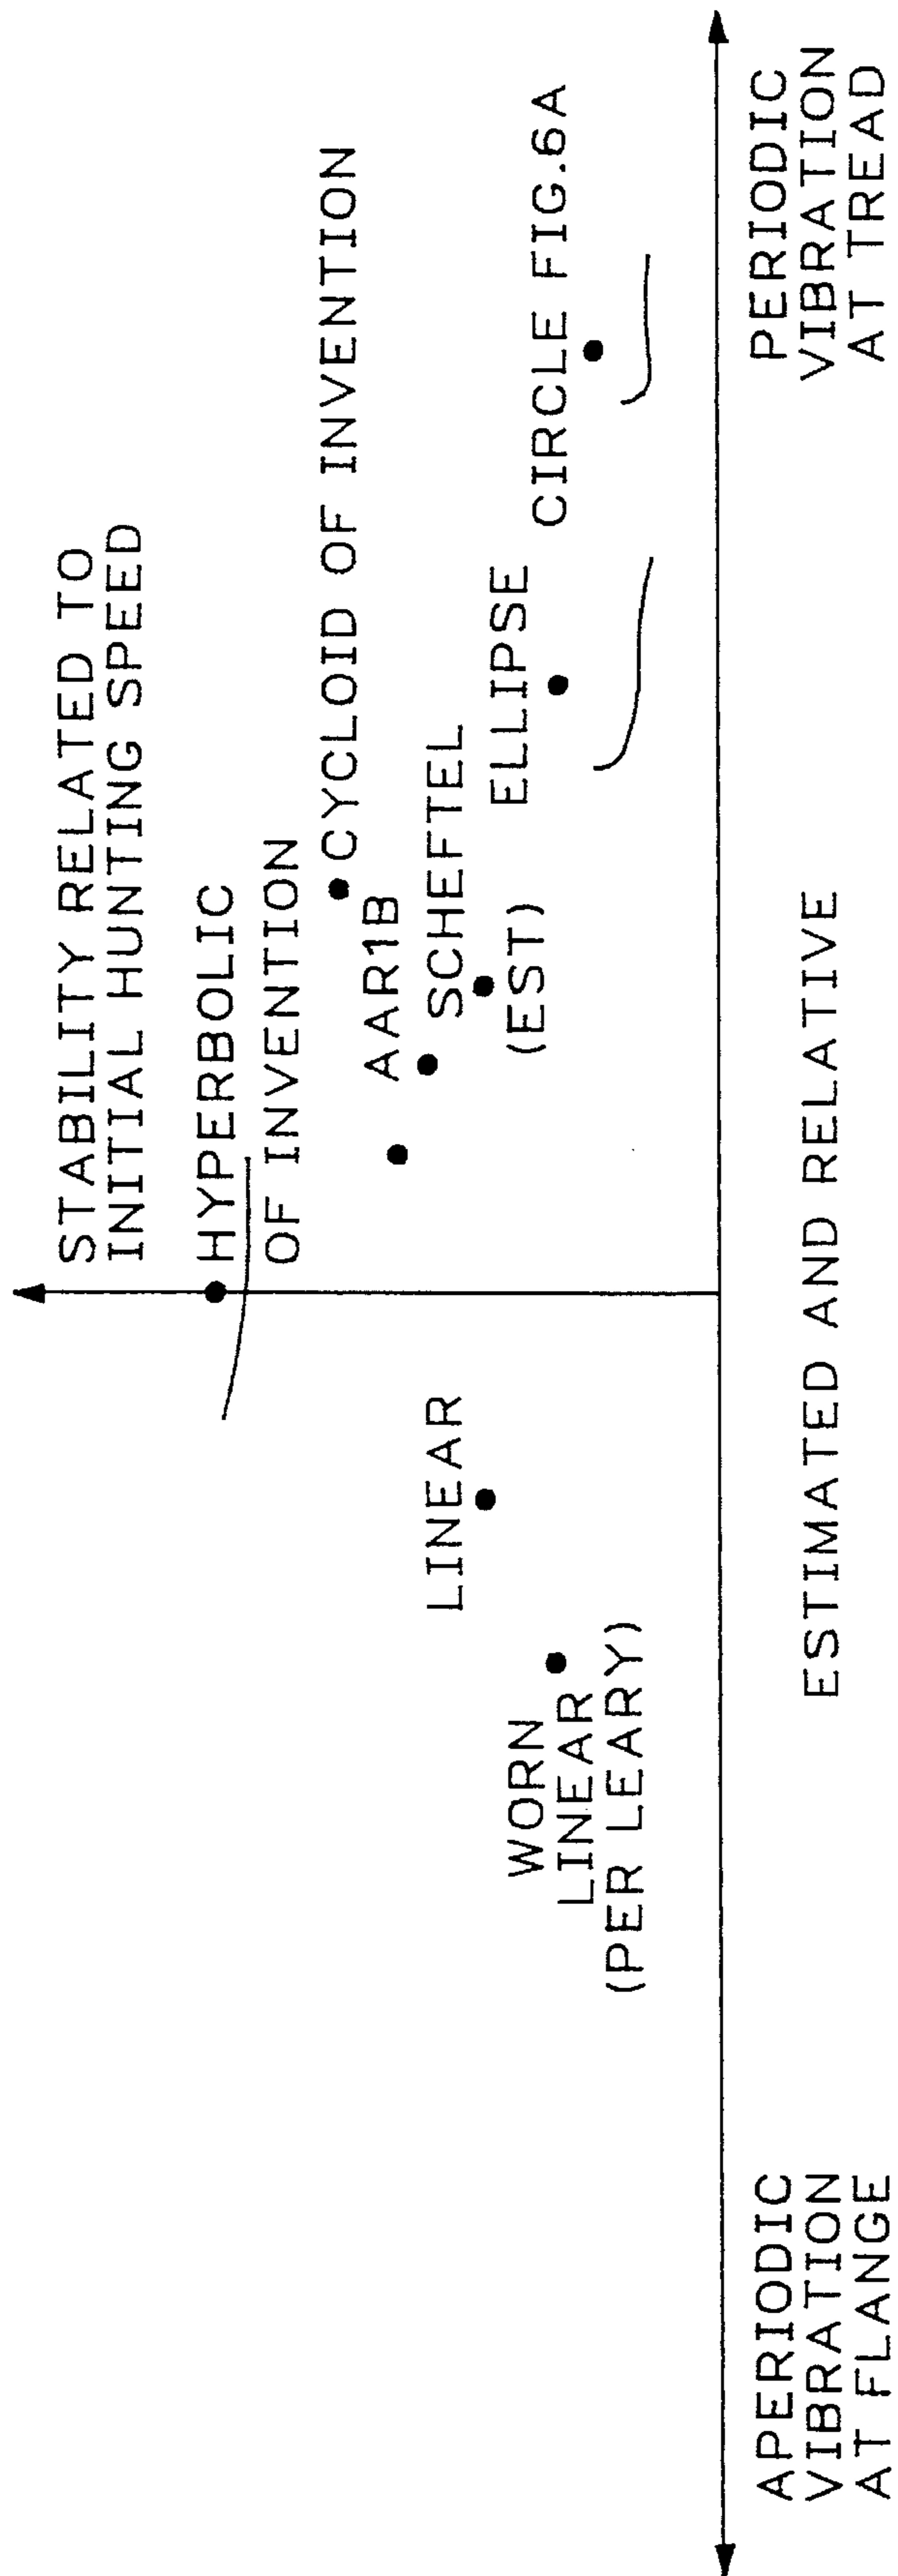 STABILITY RELATED TO
INITIAL HUNTING SPEED
HYPERBOLIC
OF INVENTION
CYCLOID OF INVENTION
AAR1B
SCHEFTEL
(EST)
ELLIPSE
CIRCLE FIG.6A
LINEAR
WORN
LINEAR
(PER LEARY)
APERIODIC
VIBRATION
AT FLANGE
ESTIMATED AND RELATIVE
PERIODIC
VIBRATION
AT TREAD